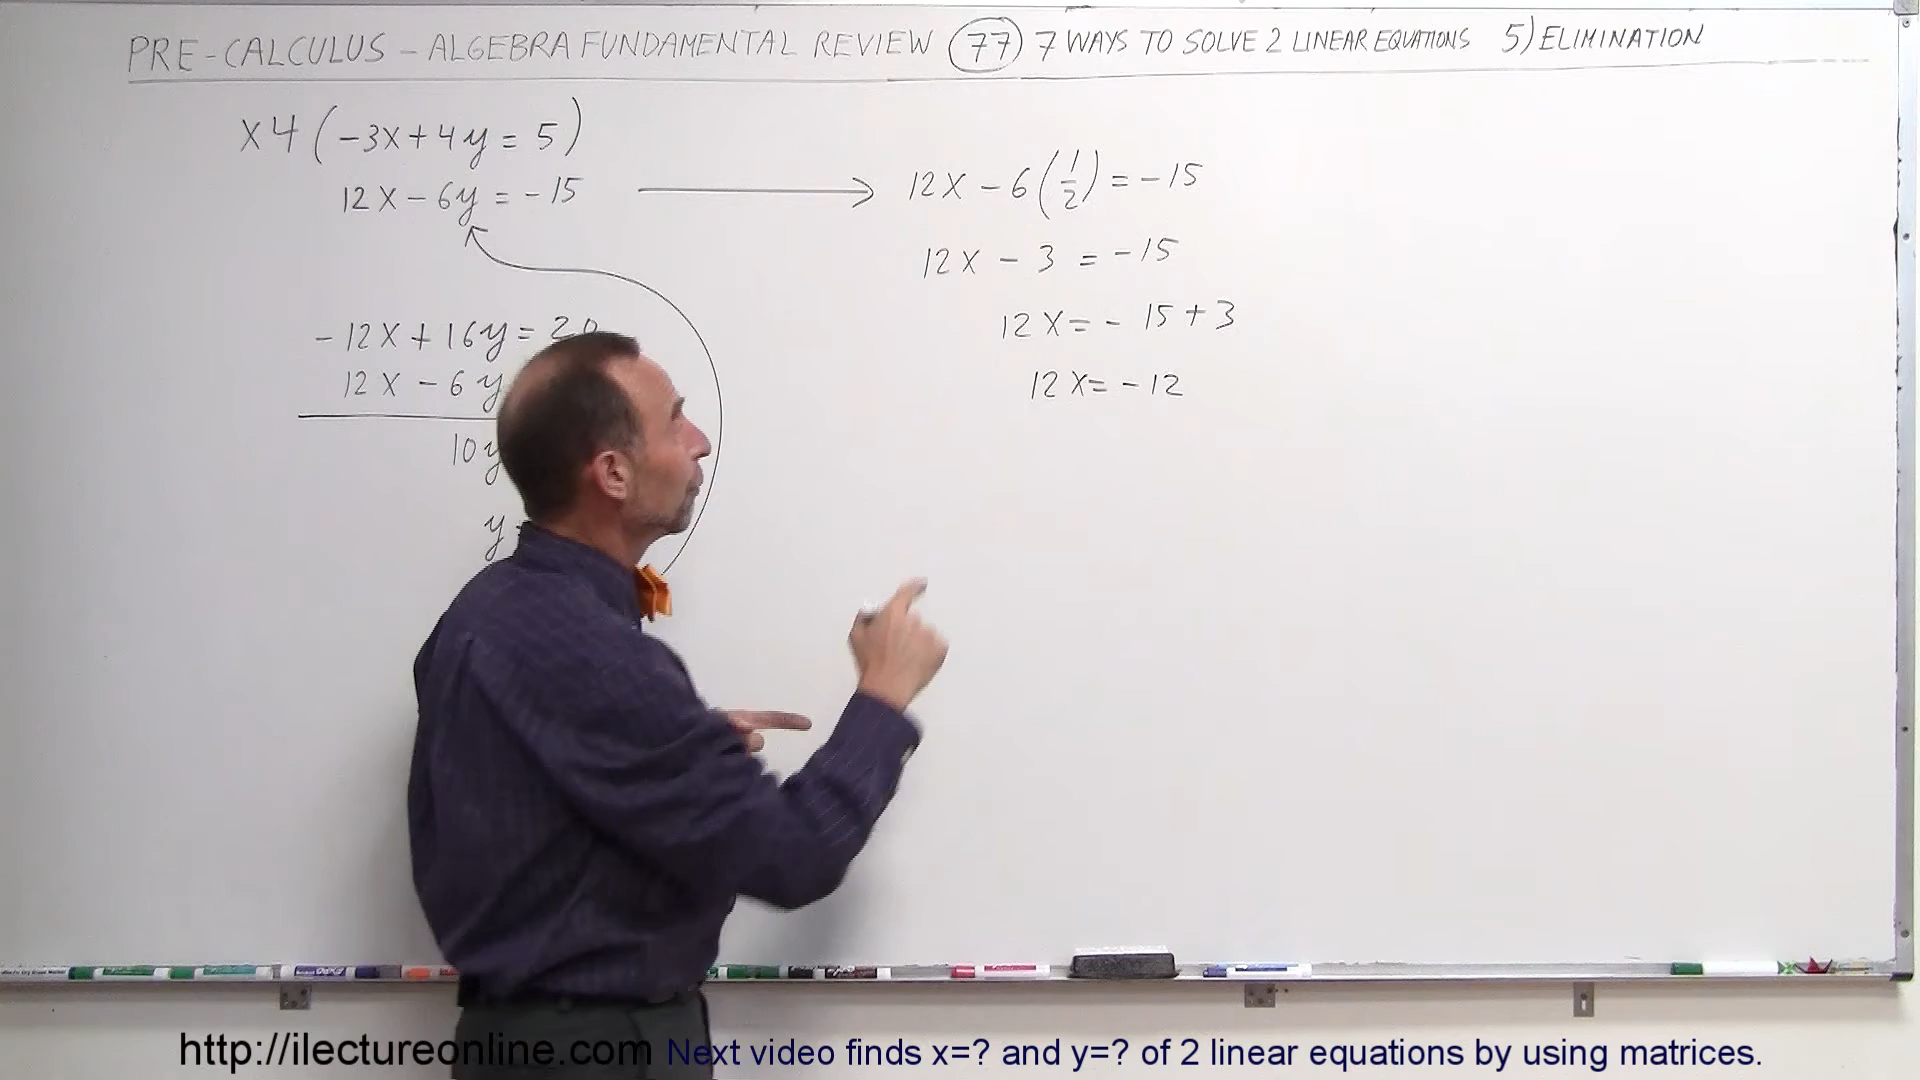 PRE-CALCULUS - ALGEBRA FUNDAMENTAL REVIEW 77 7 WAYS TO SOLVE 2 LINEAR EQUATIONS 5) ELIMINATION
x4(-3x+4y=5)
12x-6y=-15
-12x+16y=20
12x-6y
10y
y
12x-6(1/2)=-15
12x-3=-15
12x=-15+3
12x=-12
http://ilectureonline.com Next video finds x=? and y=? of 2 linear equations by using matrices.